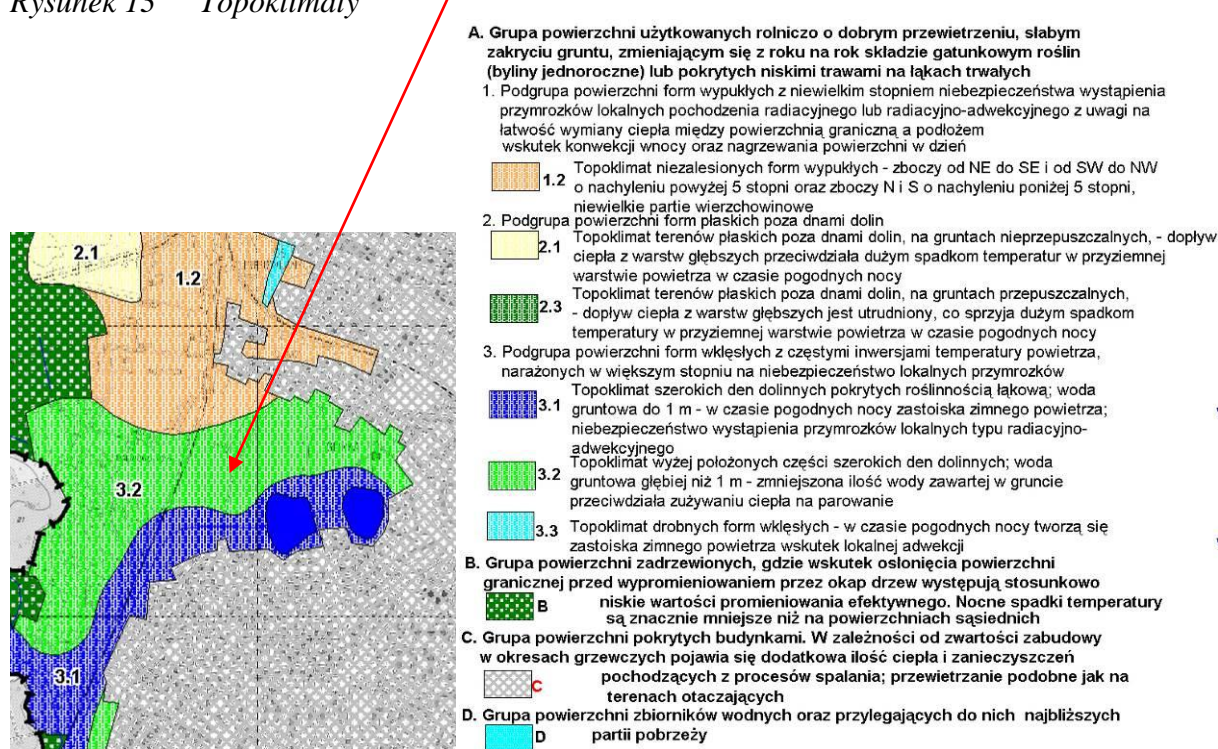 Rysunek 15 Topoklimaty
A. Grupa powierzchni użytkowanych rolniczo o dobrym przewietrzeniu, słabym
zakryciu gruntu, zmieniającym się z roku na rok składzie gatunkowym roślin
(byliny jednoroczne) lub pokrytych niskimi trawami na łąkach trwałych
1. Podgrupa powierzchni form wypukłych z niewielkim stopniem niebezpieczeństwa wystąpienia
przymrozków lokalnych pochodzenia radiacyjnego lub radiacyjno-adwekcyjnego z uwagi na
łatwość wymiany ciepła między powierzchnią graniczną a podłożem
wskutek konwekcji wnocy oraz nagrzewania powierzchni w dzień
1.2 Topoklimat niezalesionych form wypukłych - zboczy od NE do SE i od SW do NW
o nachyleniu powyżej 5 stopni oraz zboczy N i S o nachyleniu poniżej 5 stopni,
niewielkie partie wierzchowinowe
2. Podgrupa powierzchni form płaskich poza dnami dolin
2.1 Topoklimat terenów płaskich poza dnami dolin, na gruntach nieprzepuszczalnych, - dopływ
ciepła z warstw głębszych przeciwdziała dużym spadkom temperatur w przyziemnej
warstwie powietrza w czasie pogodnych nocy
2.3 Topoklimat terenów płaskich poza dnami dolin, na gruntach przepuszczalnych,
- dopływ ciepła z warstw głębszych jest utrudniony, co sprzyja dużym spadkom
temperatury w przyziemnej warstwie powietrza w czasie pogodnych nocy
3. Podgrupa powierzchni form wklęsłych z częstymi inwersjami temperatury powietrza,
narażonych w większym stopniu na niebezpieczeństwo lokalnych przymrozków
3.1 Topoklimat szerokich den dolinnych pokrytych roślinnością łąkową; woda
gruntowa do 1 m - w czasie pogodnych nocy zastoiska zimnego powietrza;
niebezpieczeństwo wystąpienia przymrozków lokalnych typu radiacyjno-
adwekcyjnego
3.2 Topoklimat wyżej położonych części szerokich den dolinnych; woda
gruntowa głębiej niż 1 m - zmniejszona ilość wody zawartej w gruncie
przeciwdziała zużywaniu ciepła na parowanie
3.3 Topoklimat drobnych form wklęsłych - w czasie pogodnych nocy tworzą się
zastoiska zimnego powietrza wskutek lokalnej adwekcji
B. Grupa powierzchni zadrzewionych, gdzie wskutek osłonięcia powierzchni
granicznej przed wypromieniowaniem przez okap drzew występują stosunkowo
B niskie wartości promieniowania efektywnego. Nocne spadki temperatury
są znacznie mniejsze niż na powierzchniach sąsiednich
C. Grupa powierzchni pokrytych budynkami. W zależności od zwartości zabudowy
w okresach grzewczych pojawia się dodatkowa ilość ciepła i zanieczyszczeń
C pochodzących z procesów spalania; przewietrzanie podobne jak na
terenach otaczających
D. Grupa powierzchni zbiorników wodnych oraz przylegających do nich najbliższych
D partii pobrzeży
2.1
1.2
3.2
3.1